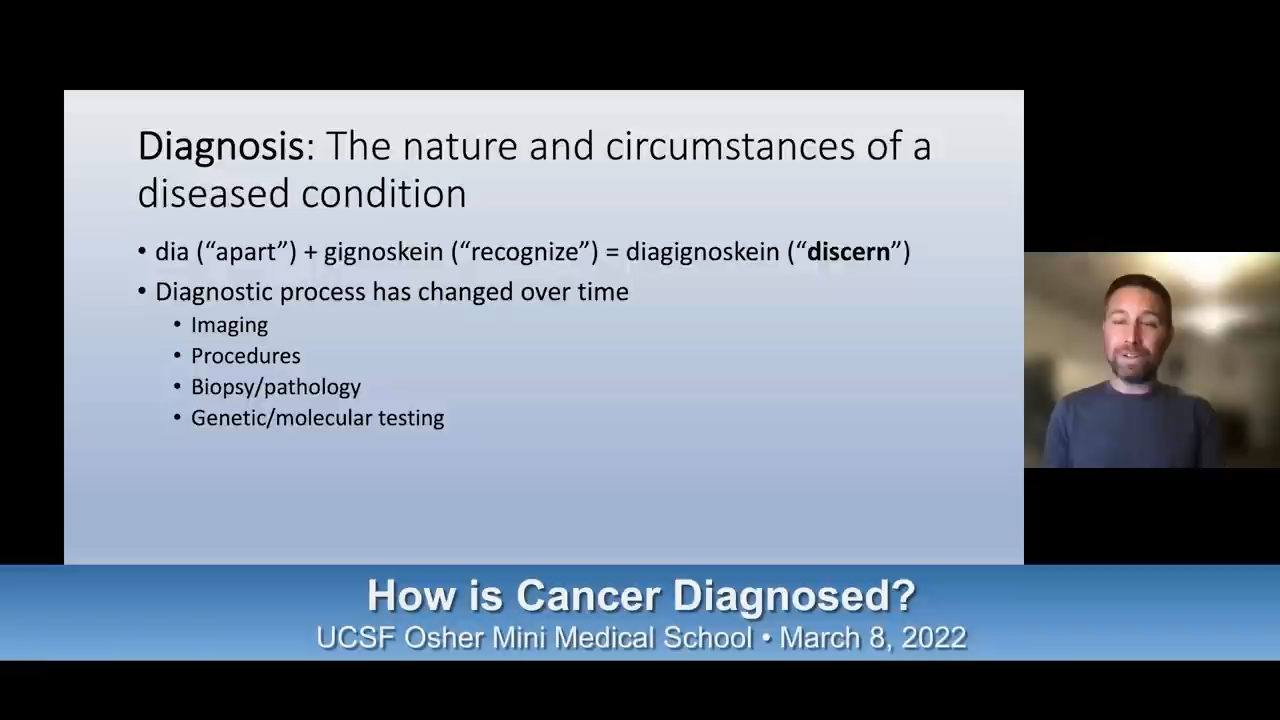 Diagnosis: The nature and circumstances of a
diseased condition
• dia (“apart”) + gignoskein (“recognize”) = diagignoskein (“discern”)
• Diagnostic process has changed over time
• Imaging
• Procedures
• Biopsy/pathology
• Genetic/molecular testing
How is Cancer Diagnosed?
UCSF Osher Mini Medical School • March 8, 2022